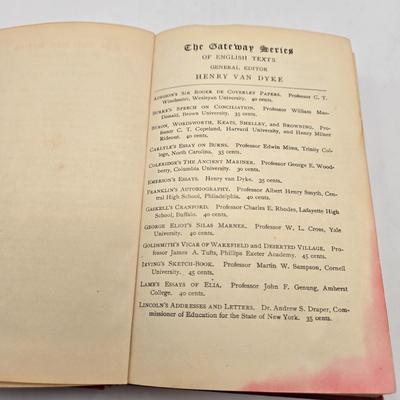 The Gateway Series
OF ENGLISH TEXTS
GENERAL EDITOR
HENRY VAN DYKE
ADDISON'S SIR ROGER DE COVERLEY PAPERS. Professor C. T.
Winchester, Wesleyan University. 40 cents.
BURKE'S SPEECH ON CONCILIATION. Professor William Mac-
Donald, Brown University. 35 cents.
BYRON, WORDSWORTH, KEATS, SHELLEY, and BROWNING, Pro-
fessor C. T. Copeland, Harvard University, and Henry Milner
Rideout. 40 cents.
CARLYLE'S ESSAY ON BURNS. Professor Edwin Mims, Trinity Col-
lege, North Carolina. 35 cents.
COLERIDGE'S THE ANCIENT MARINER. Professor George E. Wood-
berry, Columbia University. 30 cents.
EMERSON'S ESSAYS. Henry van Dyke. 35 cents.
FRANKLIN'S AUTOBIOGRAPHY. Professor Albert Henry Smyth, Cen-
tral High School, Philadelphia. 40 cents.
GASKELL'S CRANFORD. Professor Charles E. Rhodes, Lafayette High
School, Buffalo. 40 cents.
GEORGE ELIOT'S SILAS MARNER. Professor W. L. Cross, Yale
University. 40 cents.
GOLDSMITH'S VICAR OF WAKEFIELD and DESERTED VILLAGE. Pro-
fessor James A. Tufts, Phillips Exeter Academy. 45 cents.
IRVING'S SKETCH-BOOK. Professor Martin W. Sampson, Cornell
University. 45 cents.
LAMB'S ESSAYS OF ELIA. Professor John F. Genung, Amherst
College. 40 cents.
LINCOLN'S ADDRESSES AND LETTERS. Dr. Andrew S. Draper, Com-
missioner of Education for the State of New York. 35 cents.